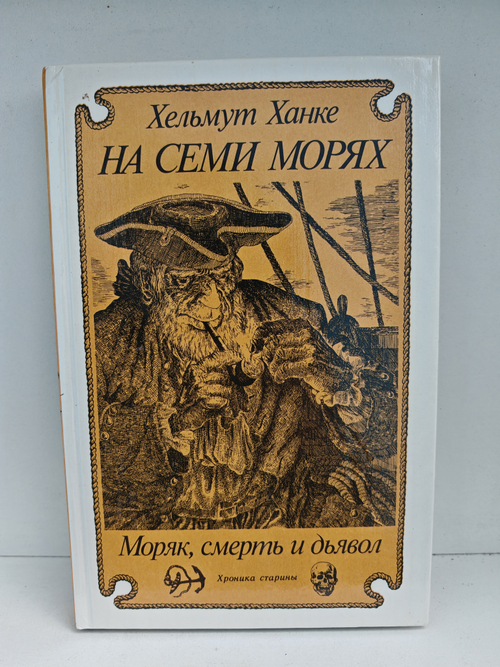 Хельмут Ханке
НА СЕМИ МОРЯХ
Моряк, смерть и дьявол
Хроника старины